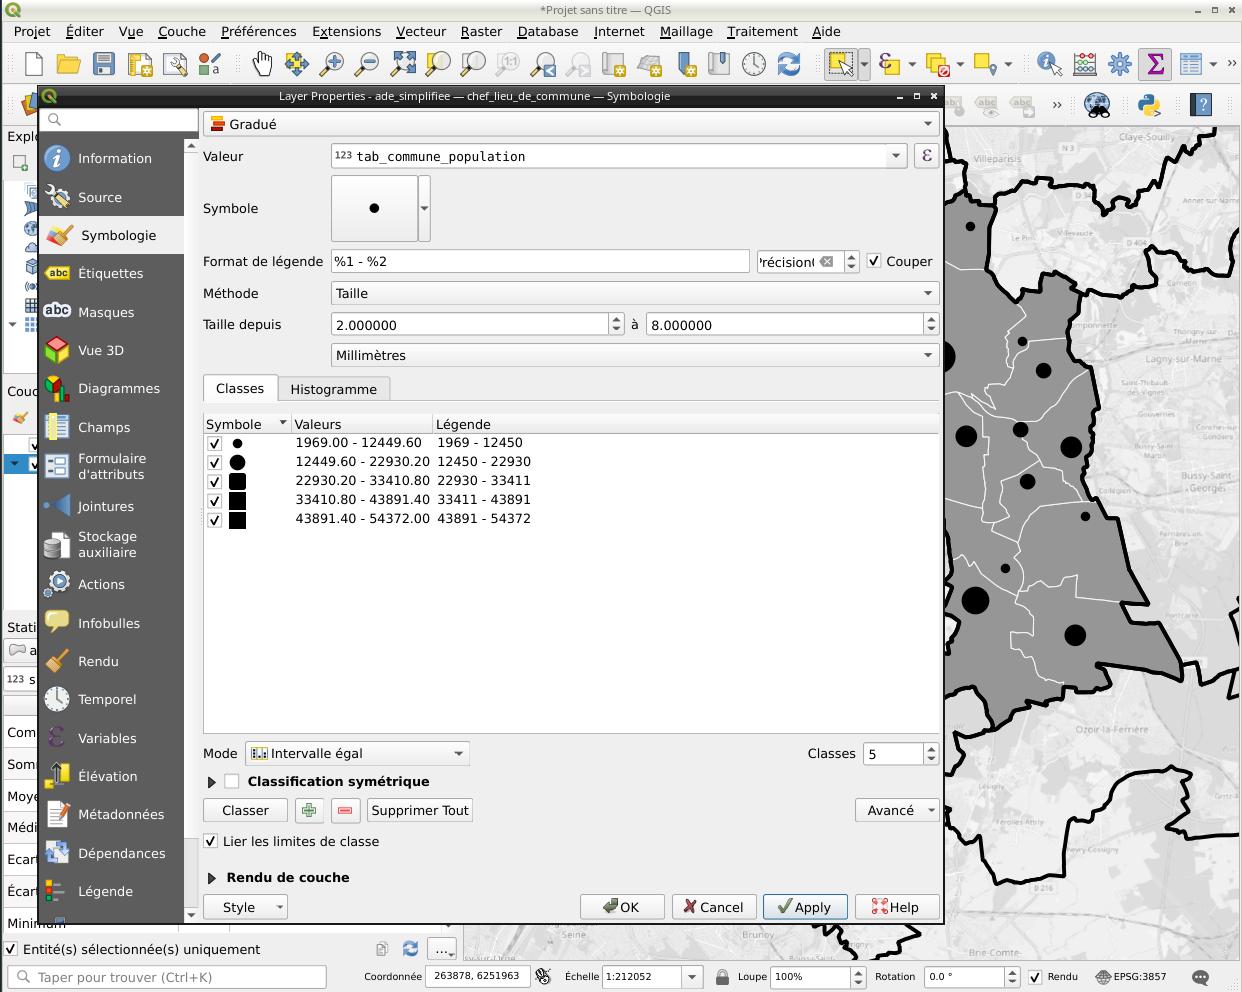 *Projet sans titre — QGIS
Projet Éditer Vue Couche Préférences Extensions Vecteur Raster Database Internet Maillage Traitement Aide
Layer Properties - ade_simplifiee — chef_lieu_de_commune — Symbologie
Claye-Souilly
Villeparisis
Explo
Gradué
Information
Valeur
123 tab_commune_population
ε
Source
Symbole
Symbologie
Le Pin
Villevaudé
D 404
Étiquettes
Format de légende %1 - %2
Couper
Masques
Méthode Taille
Taille depuis 2.000000 à 8.000000
Vue 3D
Millimètres
Lagny-sur-Marne
Diagrammes
Classes Histogramme
Couc
Champs
Symbole Valeurs Légende
1969.00 - 12449.60 1969 - 12450
Formulaire
d'attributs
12449.60 - 22930.20 12450 - 22930
22930.20 - 33410.80 22930 - 33411
Bussy-Saint-
Georges
33410.80 - 43891.40 33411 - 43891
Jointures
43891.40 - 54372.00 43891 - 54372
Stockage
auxiliaire
Actions
Infobulles
Stati
a
Rendu
123 s
Temporel
Ozoir-la-Ferrière
Com
Variables
Mode Intervalle égal Classes 5
Som
Élévation
Classification symétrique
Moye
Métadonnées
Classer Supprimer Tout Avancé
Médi
Lier les limites de classe
Dépendances
Ecart
Rendu de couche
D 216
Écart
Légende
Style OK Cancel Apply Help
Minimum
Entité(s) sélectionnée(s) uniquement
...
Seine
Brunoy
Brie-Comte-
Taper pour trouver (Ctrl+K)
Coordonnée 263878, 6251963 Échelle 1:212052 Loupe 100% Rotation 0.0 ° Rendu EPSG:3857